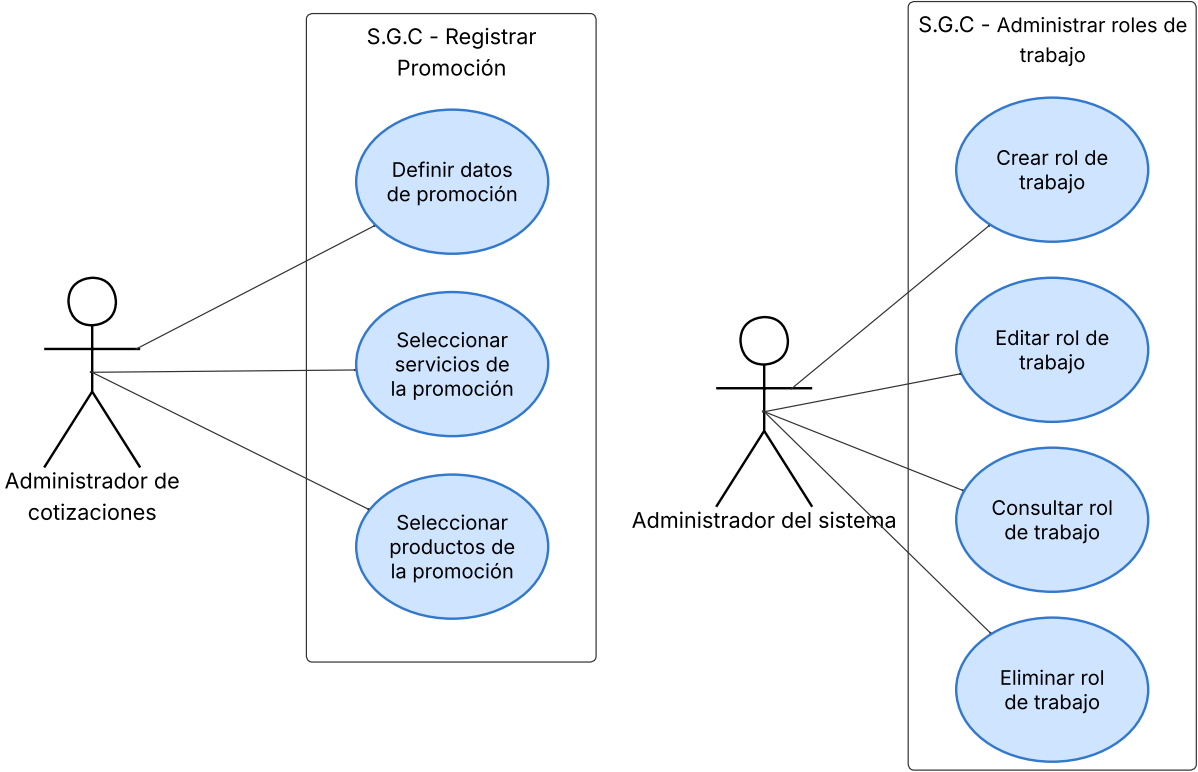 S.G.C - Registrar
Promoción
Definir datos
de promoción
Seleccionar
servicios de
la promoción
Seleccionar
productos de
la promoción
Administrador de
cotizaciones
S.G.C - Administrar roles de
trabajo
Crear rol de
trabajo
Editar rol de
trabajo
Consultar rol
de trabajo
Eliminar rol
de trabajo
Administrador del sistema